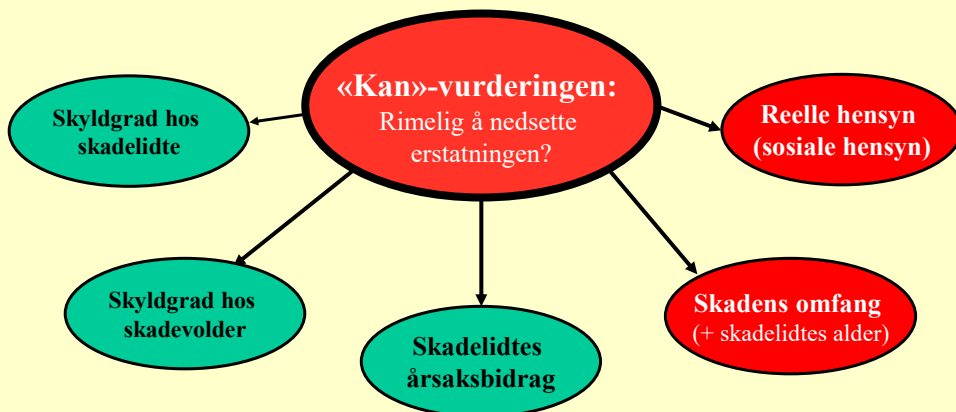 «Kan»-vurderingen:
Rimelig å nedsette
erstatningen?
Skyldgrad hos
skadelidte
Reelle hensyn
(sosiale hensyn)
Skyldgrad hos
skadevolder
Skadelidtes
årsaksbidrag
Skadens omfang
(+ skadelidtes alder)